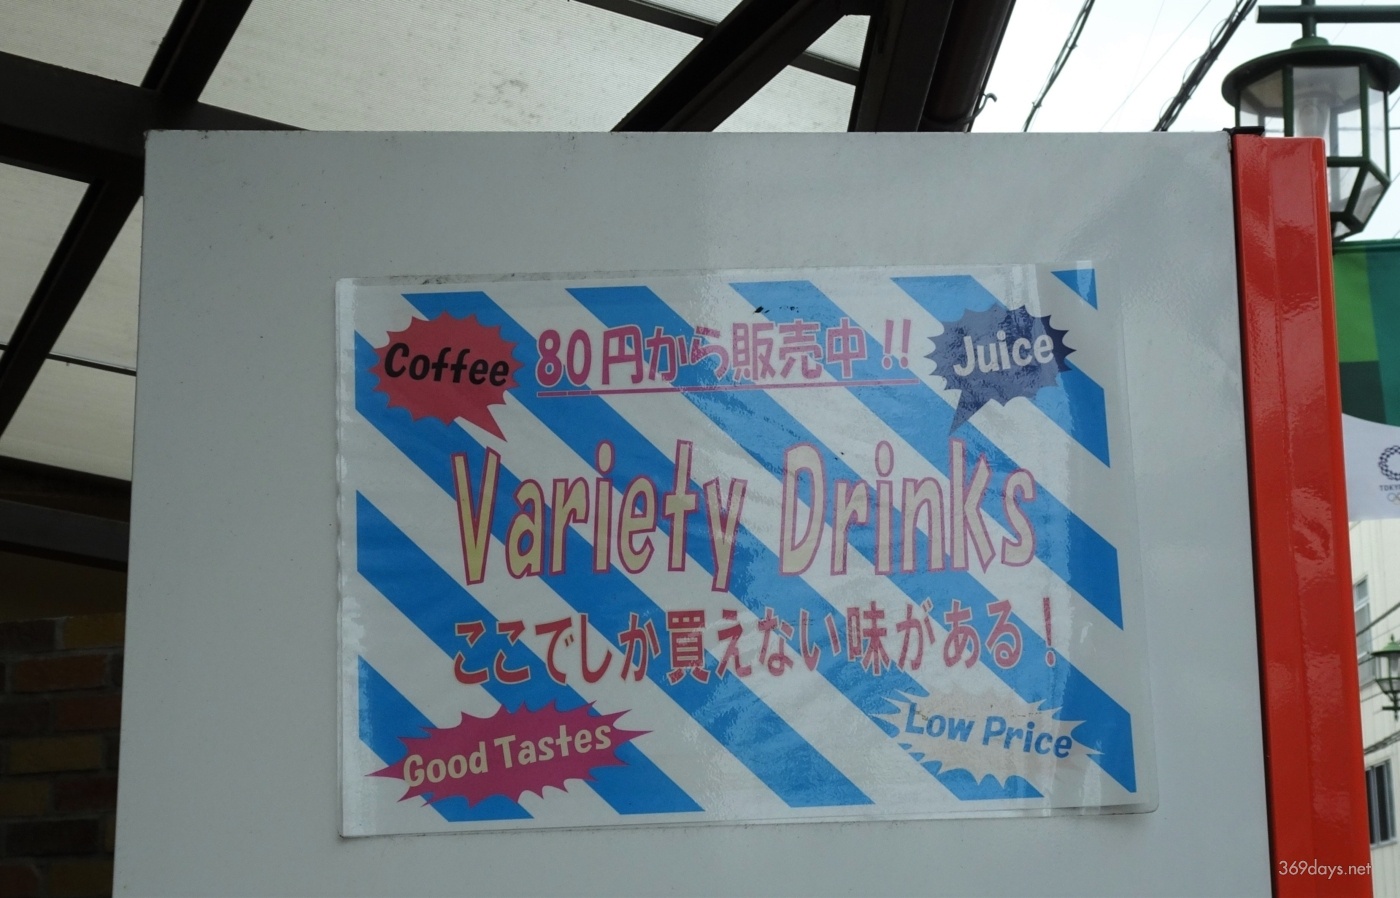 Coffee
80円から販売中!!
Juice
Variety Drinks
ここでしか買えない味がある!
Good Tastes
Low Price
369days.net